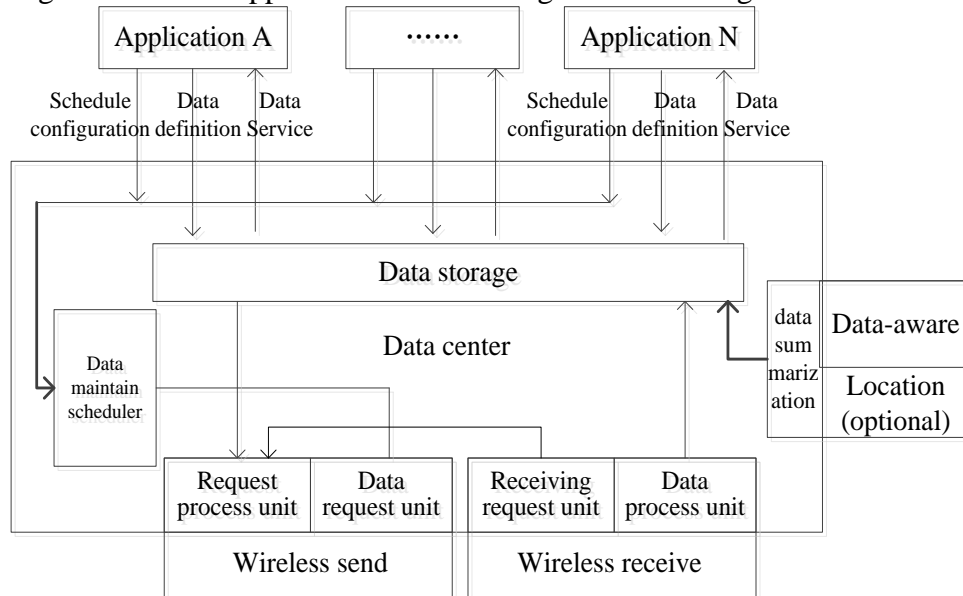 Application A
......
Application N
Schedule configuration
Data definition
Data Service
Schedule configuration
Data definition
Data Service
Data storage
Data center
Data
maintain
scheduler
data
sum
mariz
ation
Data-aware
Location
(optional)
Request
process unit
Data
request unit
Receiving
request unit
Data
process unit
Wireless send
Wireless receive